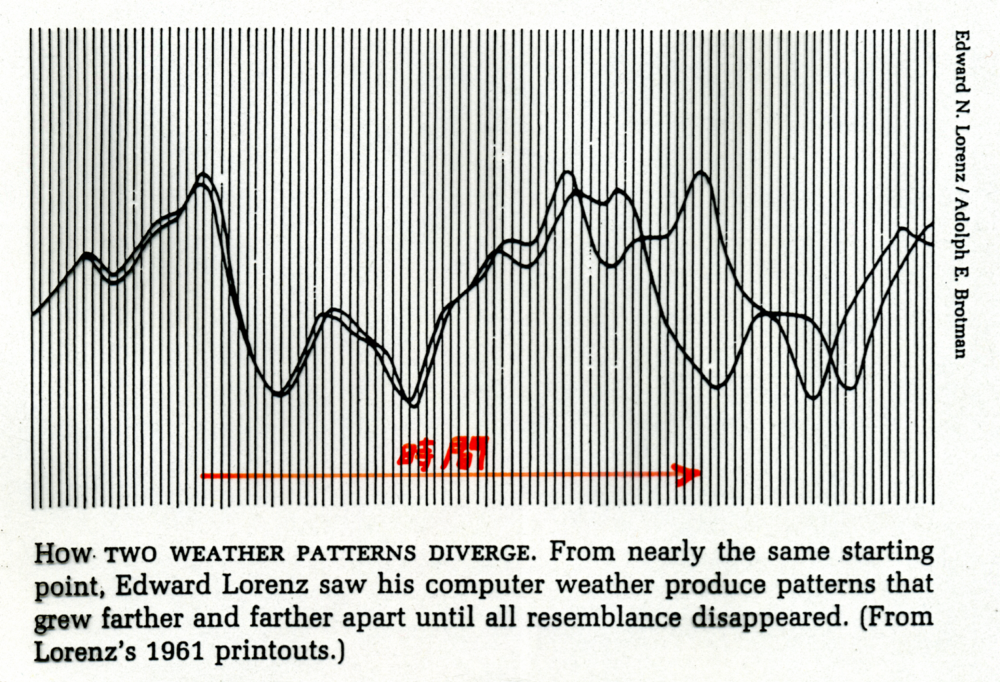 Edward N. Lorenz / Adolph E. Brotman
時間
How two weather patterns diverge. From nearly the same starting
point, Edward Lorenz saw his computer weather produce patterns that
grew farther and farther apart until all resemblance disappeared. (From
Lorenz's 1961 printouts.)